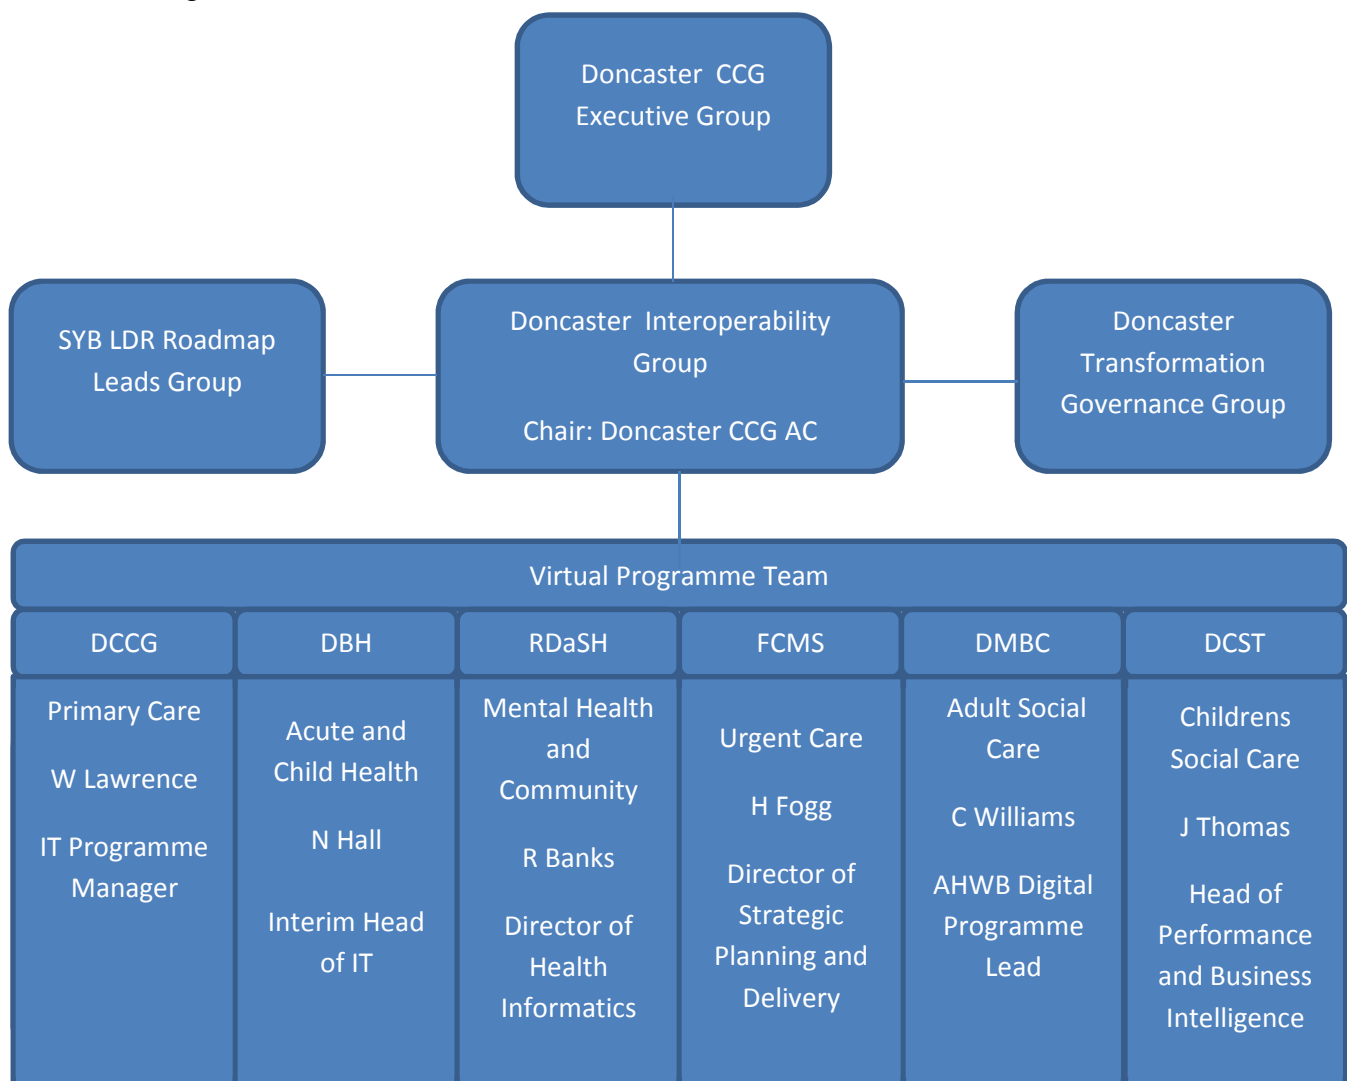 Doncaster CCG
Executive Group
SYB LDR Roadmap
Leads Group
Doncaster Interoperability
Group
Chair: Doncaster CCG AC
Doncaster
Transformation
Governance Group
Virtual Programme Team
DCCG
DBH
RDaSH
FCMS
DMBC
DCST
Primary Care
W Lawrence
IT Programme
Manager
Acute and
Child Health
N Hall
Interim Head
of IT
Mental Health
and
Community
R Banks
Director of
Health
Informatics
Urgent Care
H Fogg
Director of
Strategic
Planning and
Delivery
Adult Social
Care
C Williams
AHWB Digital
Programme
Lead
Childrens
Social Care
J Thomas
Head of
Performance
and Business
Intelligence